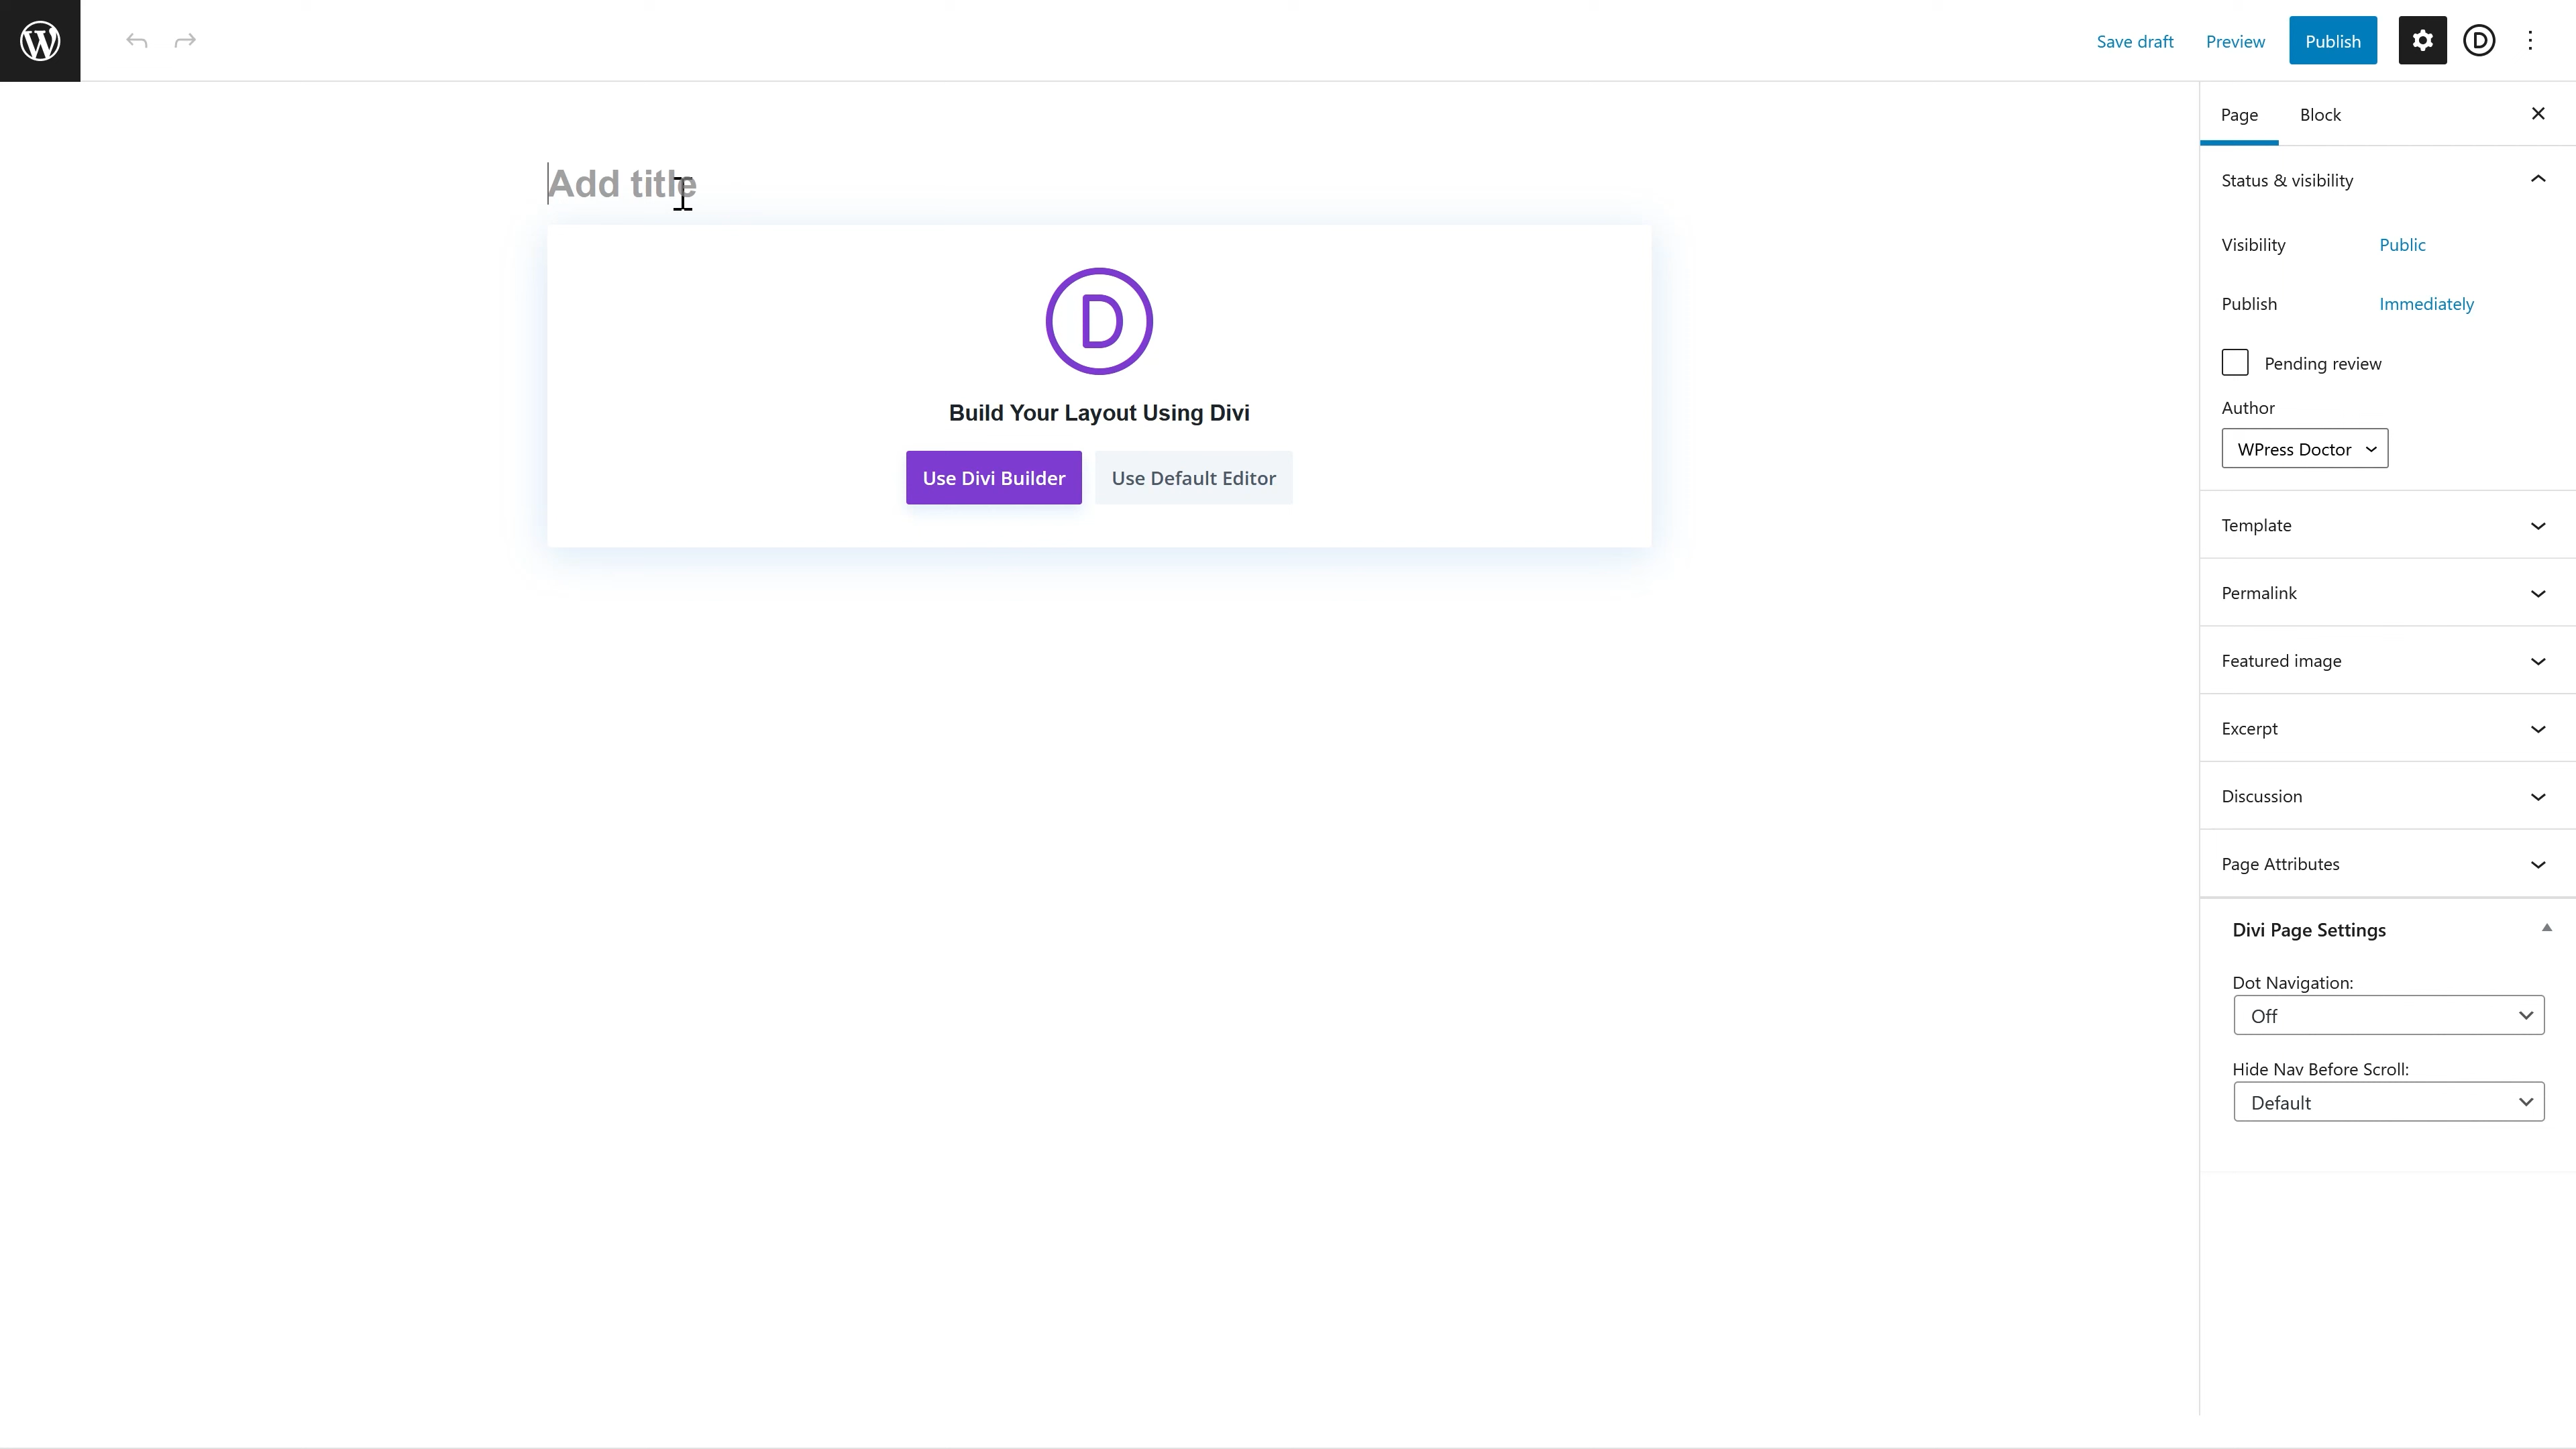 Save draft Preview Publish
Page Block
Add title
Status & visibility
Visibility Public
Publish Immediately
Pending review
Author
WPress Doctor
D
Build Your Layout Using Divi
Use Divi Builder Use Default Editor
Template
Permalink
Featured image
Excerpt
Discussion
Page Attributes
Divi Page Settings
Dot Navigation:
Off
Hide Nav Before Scroll:
Default